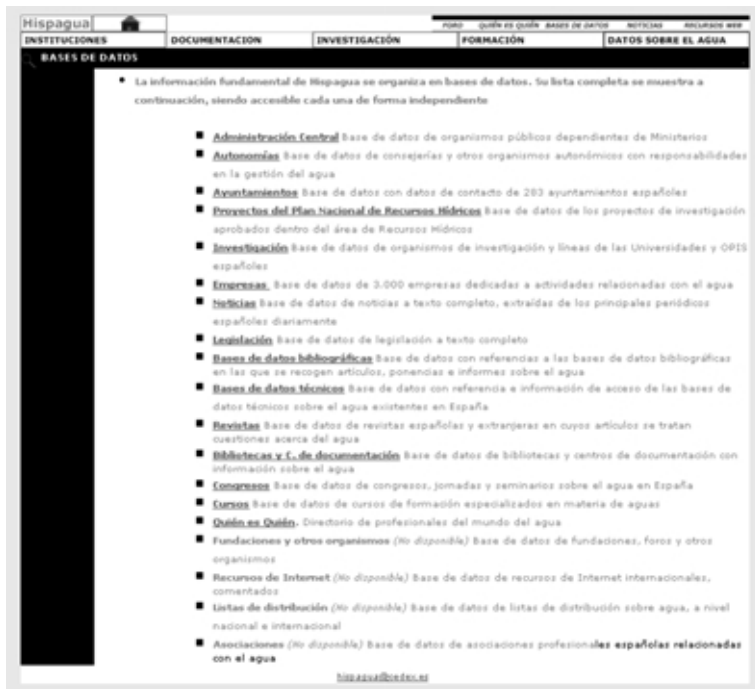 Hispagua
FORO QUIÉN ES QUIÉN BASES DE DATOS NOTICIAS RECURSOS WEB
INSTITUCIONES DOCUMENTACION INVESTIGACIÓN FORMACIÓN DATOS SOBRE EL AGUA
BASES DE DATOS
La información fundamental de Hispagua se organiza en bases de datos. Su lista completa se muestra a
continuación, siendo accesible cada una de forma independiente
Administración Central Base de datos de organismos públicos dependientes de Ministerios
Autonomías Base de datos de consejerías y otros organismos autonómicos con responsabilidades
en la gestión del agua
Ayuntamientos Base de datos con datos de contacto de 283 ayuntamientos españoles
Proyectos del Plan Nacional de Recursos Hídricos Base de datos de los proyectos de investigación
aprobados dentro del área de Recursos Hídricos
Investigación Base de datos de organismos de investigación y líneas de las Universidades y OPIS
españoles
Empresas Base de datos de 3.000 empresas dedicadas a actividades relacionadas con el agua
Noticias Base de datos de noticias a texto completo, extraídas de los principales periódicos
españoles diariamente
Legislación Base de datos de legislación a texto completo
Bases de datos bibliográficas Base de datos con referencias a las bases de datos bibliográficas
en las que se recogen artículos, ponencias e informes sobre el agua
Bases de datos técnicos Base de datos con referencia e información de acceso de las bases de
datos técnicos sobre el agua existentes en España
Revistas Base de datos de revistas españolas y extranjeras en cuyos artículos se tratan
cuestiones acerca del agua
Bibliotecas y C. de documentación Base de datos de bibliotecas y centros de documentación con
información sobre el agua
Congresos Base de datos de congresos, jornadas y seminarios sobre el agua en España
Cursos Base de datos de cursos de formación especializados en materia de aguas
Quién es Quién. Directorio de profesionales del mundo del agua
Fundaciones y otros organismos (No disponible) Base de datos de fundaciones, foros y otros
organismos
Recursos de Internet (No disponible) Base de datos de recursos de Internet internacionales,
comentados
Listas de distribución (No disponible) Base de datos de listas de distribución sobre agua, a nivel
nacional e internacional
Asociaciones (No disponible) Base de datos de asociaciones profesionales españolas relacionadas
con el agua
hispagua@cedex.es